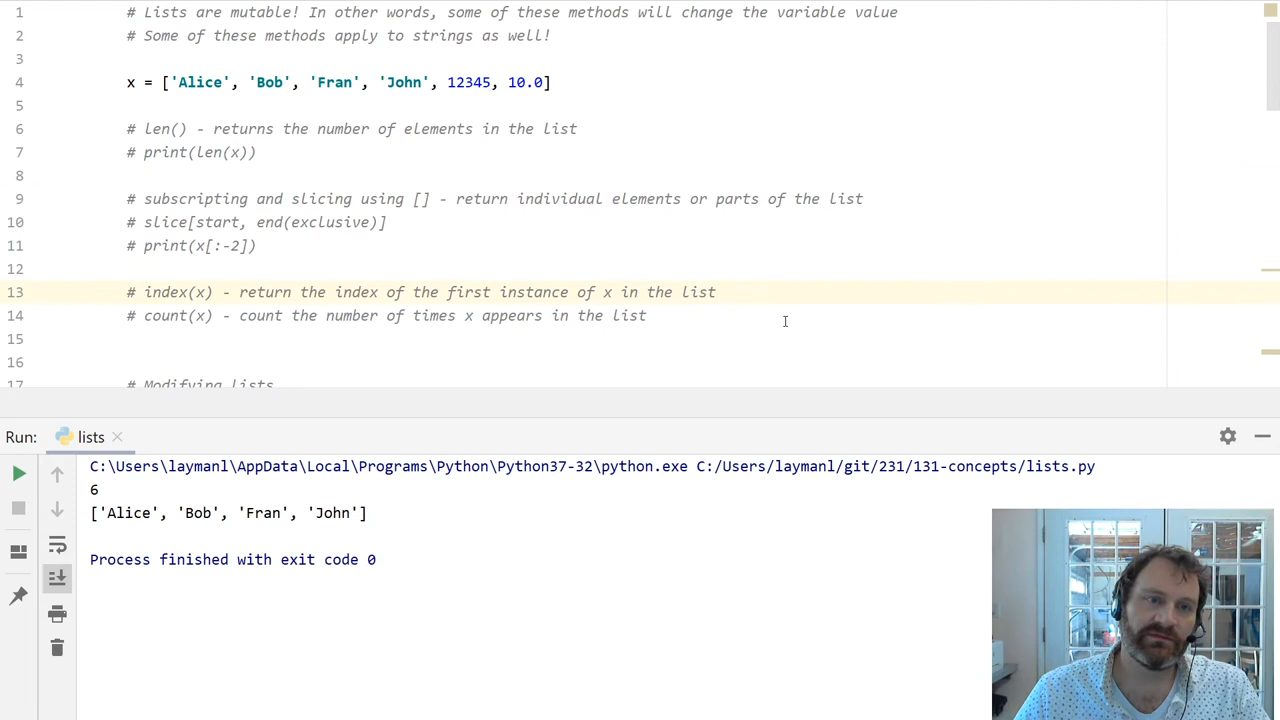 1 # Lists are mutable! In other words, some of these methods will change the variable value
2 # Some of these methods apply to strings as well!
3
4 x = ['Alice', 'Bob', 'Fran', 'John', 12345, 10.0]
5
6 # len() - returns the number of elements in the list
7 # print(len(x))
8
9 # subscripting and slicing using [] - return individual elements or parts of the list
10 # slice[start, end(exclusive)]
11 # print(x[:-2])
12
13 # index(x) - return the index of the first instance of x in the list
14 # count(x) - count the number of times x appears in the list
15
16
17 # Modifying lists
Run: lists
C:\Users\laymanl\AppData\Local\Programs\Python\Python37-32\python.exe C:/Users/laymanl/git/231/131-concepts/lists.py
6
['Alice', 'Bob', 'Fran', 'John']
Process finished with exit code 0